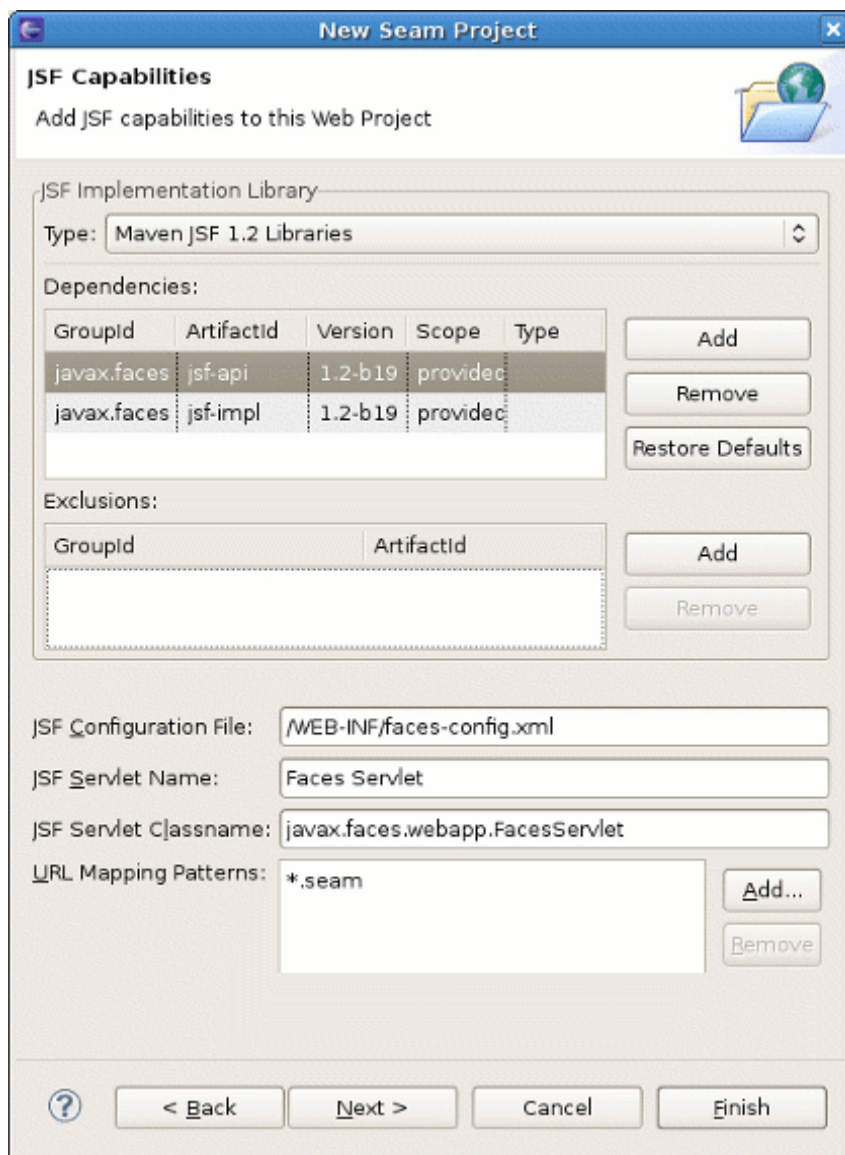 New Seam Project
JSF Capabilities
Add JSF capabilities to this Web Project
JSF Implementation Library
Type: Maven JSF 1.2 Libraries
Dependencies:
GroupId ArtifactId Version Scope Type
Add
javax.faces jsf-api 1.2-b19 provided
Remove
javax.faces jsf-impl 1.2-b19 provided
Restore Defaults
Exclusions:
GroupId ArtifactId
Add
Remove
JSF Configuration File: /WEB-INF/faces-config.xml
JSF Servlet Name: Faces Servlet
JSF Servlet Classname: javax.faces.webapp.FacesServlet
URL Mapping Patterns: *.seam
Add...
Remove
? < Back Next > Cancel Finish